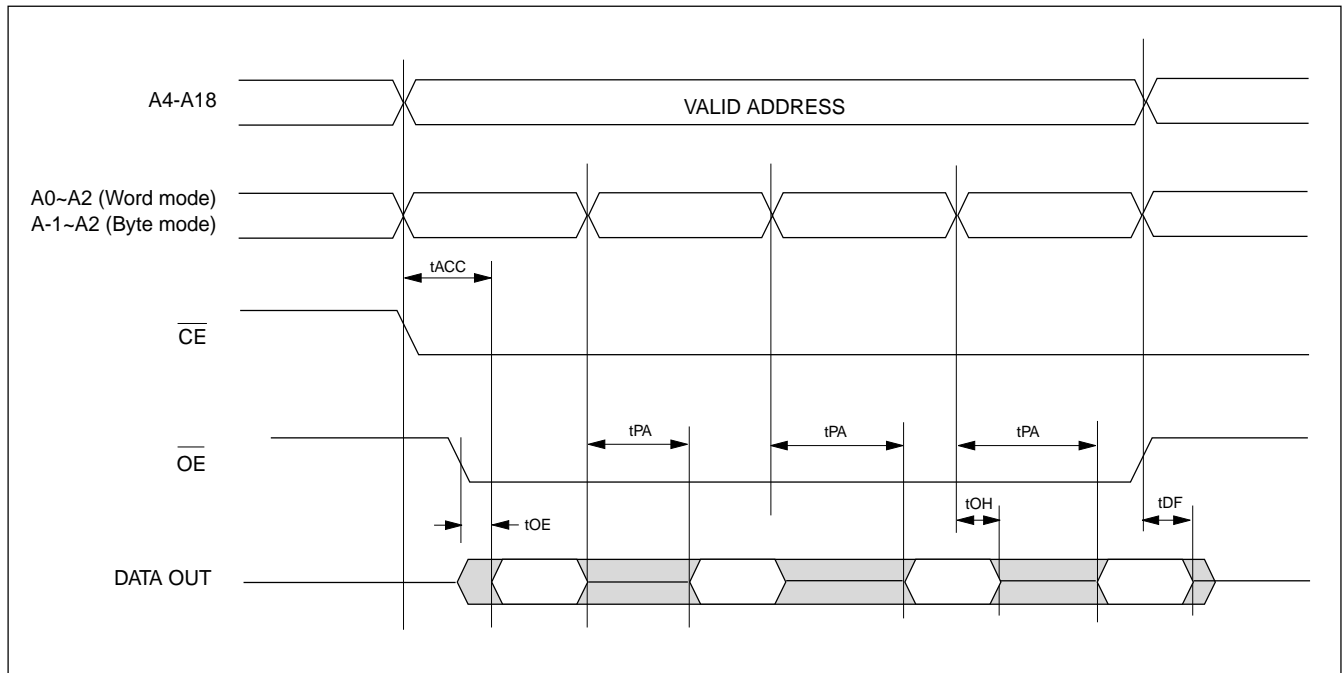 A4-A18
VALID ADDRESS
A0~A2 (Word mode)
A-1~A2 (Byte mode)
tACC
CE
tPA
tPA
tPA
OE
tOH
tDF
tOE
DATA OUT